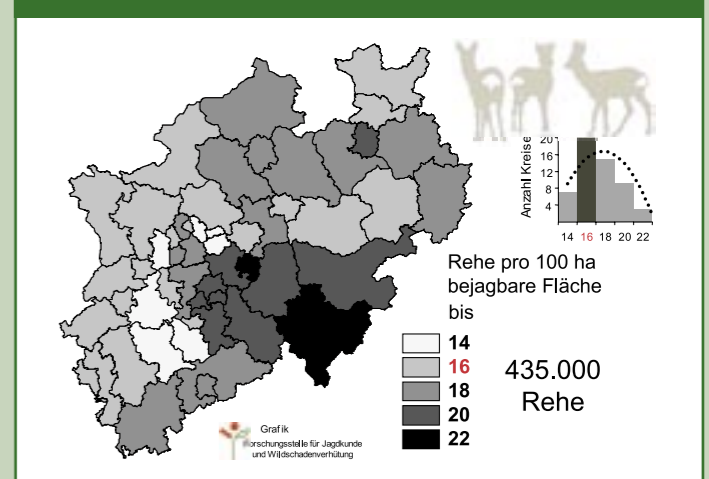 Anzahl Kreise
20
16
12
8
4
14 16 18 20 22
Rehe pro 100 ha
bejagbare Fläche
bis
14
16
18
20
22
435.000
Rehe
Grafik
orschungsstelle für Jagdkunde
und Wildschadenverhütung